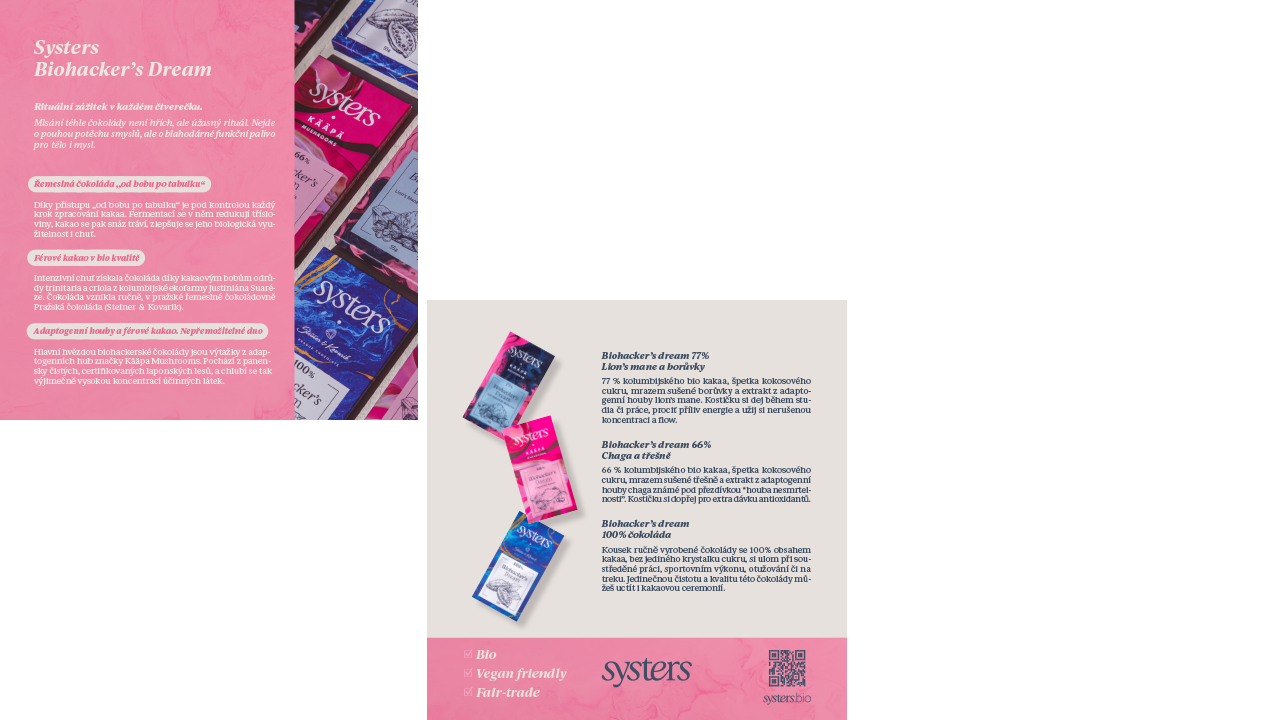 Systers
Biohacker's Dream
Rituální zážitek v každém čtverečku.
Mlsání téhle čokolády není hřích, ale úžasný rituál. Nejde
o pouhou potěchu smyslů, ale o blahodárné funkční palivo
pro tělo i mysl.
Řemeslná čokoláda „od bobu po tabulku“
Díky přístupu „od bobu po tabulku“ je pod kontrolou každý
krok zpracování kakaa. Fermentací se v něm redukují tříslo-
viny, kakao se pak snáz tráví, zlepšuje se jeho biologická vyu-
žitelnost i chuť.
Férové kakao v bio kvalitě
Intenzivní chuť získala čokoláda díky kakaovým bobům odrů-
dy trinitaria a criola z kolumbijské ekofarmy Justiniána Suaré-
ze. Čokoláda vznikla ručně, v pražské řemeslně čokoládovně
Pražská čokoláda (Steiner & Kovarik).
Adaptogenní houby a férové kakao. Nepřemožitelné duo
Hlavní hvězdou biohackerské čokolády jsou výtažky z adap-
togenních hub značky Kääpa Mushrooms. Pochází z panen-
sky čistých, certifikovaných laponských lesů, a chlubí se tak
výjimečně vysokou koncentrací účinných látek.
systers
KÄÄPÄ
MUSHROOMS
66%
systers
Steiner & Kovarik
100%
Biohacker's dream 77%
Lion's mane a borůvky
77 % kolumbijského bio kakaa, špetka kokosového
cukru, mrazem sušené borůvky a extrakt z adapto-
genní houby lion's mane. Kostičku si dej během stu-
dia či práce, prociť příliv energie a užij si nerušenou
koncentraci a flow.
Biohacker's dream 66%
Chaga a třešně
66 % kolumbijského bio kakaa, špetka kokosového
cukru, mrazem sušené třešně a extrakt z adaptogenní
houby chaga známé pod přezdívkou "houba nesmrtel-
nosti". Kostičku si dopřej pro extra dávku antioxidantů.
Biohacker's dream
100% čokoláda
Kousek ručně vyrobené čokolády se 100% obsahem
kakaa, bez jediného krystalku cukru, si ulom při sou-
středěné práci, sportovním výkonu, otužování či na
treku. Jedinečnou čistotu a kvalitu této čokolády mů-
žeš uctít i kakaovou ceremonií.
systers
systers
KÄÄPÄ
Biohacker's
Dream
systers
Biohacker's
Dream
Bio
Vegan friendly
Fair-trade
systers
systers.bio